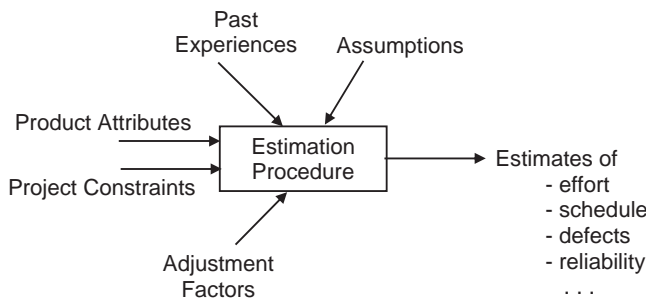 Past
Experiences
Assumptions
Product Attributes
Project Constraints
Estimation
Procedure
Estimates of
- effort
- schedule
- defects
- reliability
. . .
Adjustment
Factors